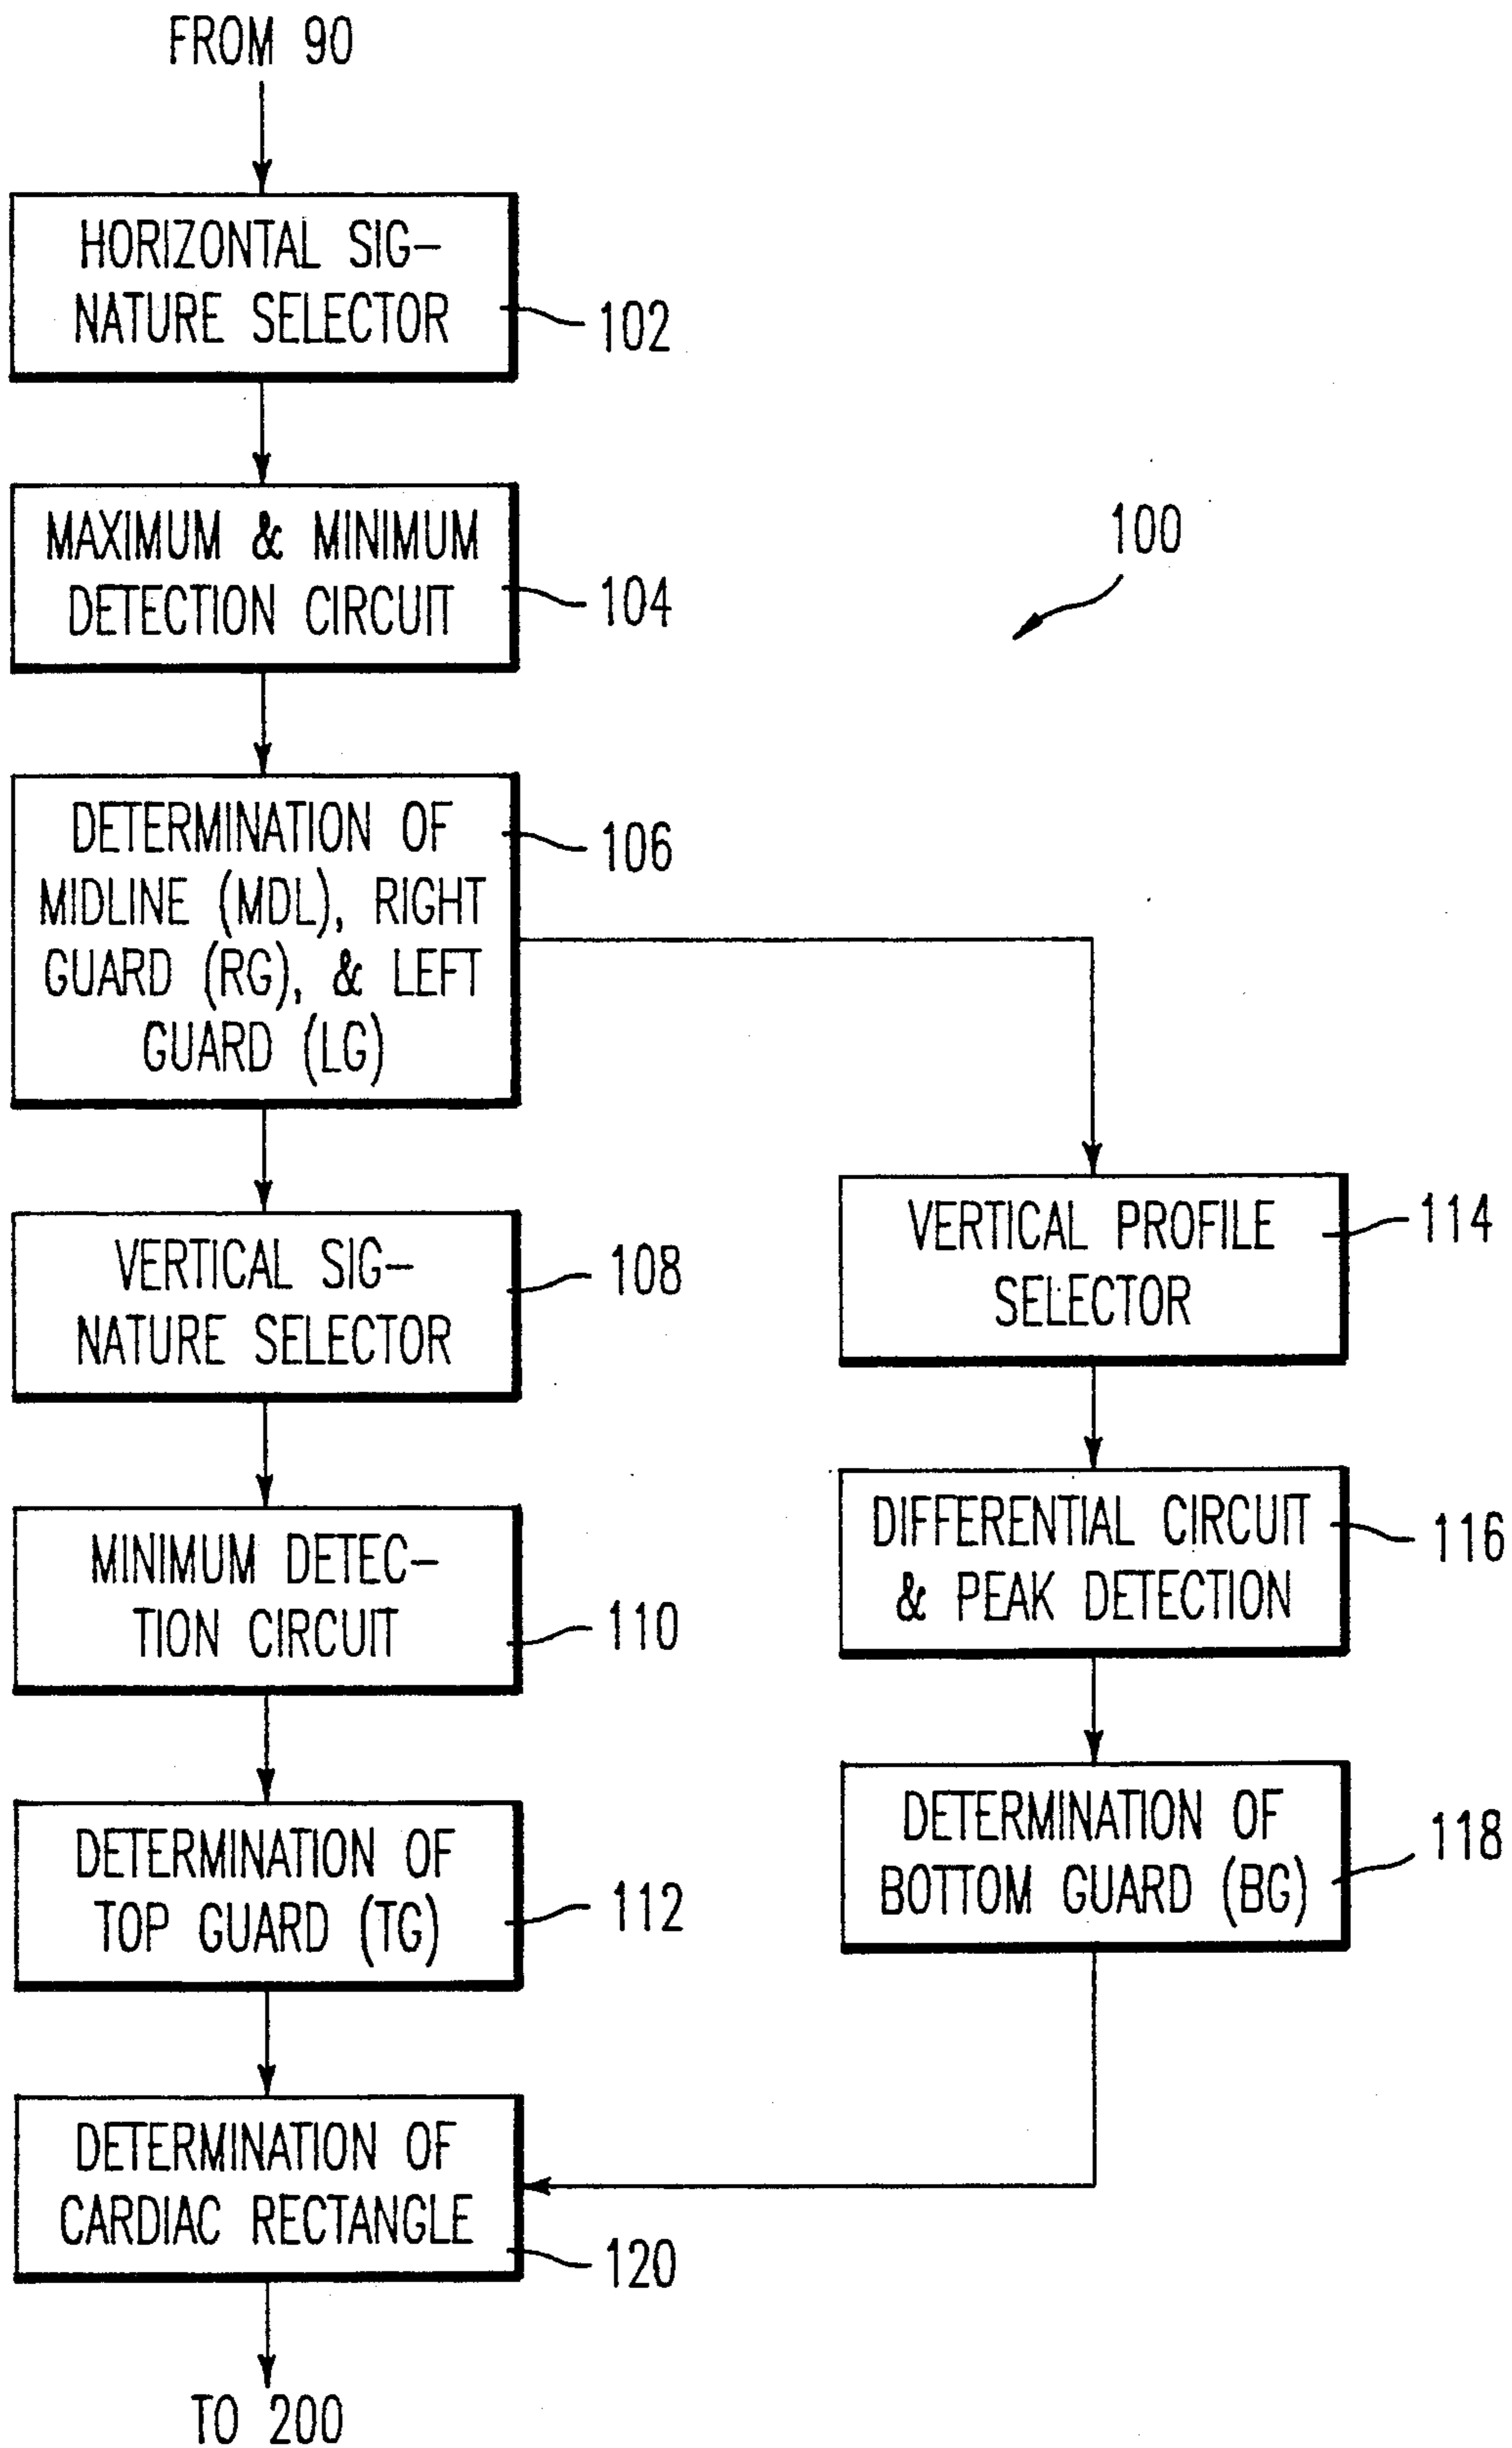 FROM 90
HORIZONTAL SIG-
NATURE SELECTOR
102
MAXIMUM & MINIMUM
DETECTION CIRCUIT
104
100
DETERMINATION OF
MIDLINE (MDL), RIGHT
GUARD (RG), & LEFT
GUARD (LG)
106
VERTICAL SIG-
NATURE SELECTOR
108
MINIMUM DETEC-
TION CIRCUIT
110
DETERMINATION OF
TOP GUARD (TG)
112
VERTICAL PROFILE
SELECTOR
114
DIFFERENTIAL CIRCUIT
& PEAK DETECTION
116
DETERMINATION OF
BOTTOM GUARD (BG)
118
DETERMINATION OF
CARDIAC RECTANGLE
120
TO 200